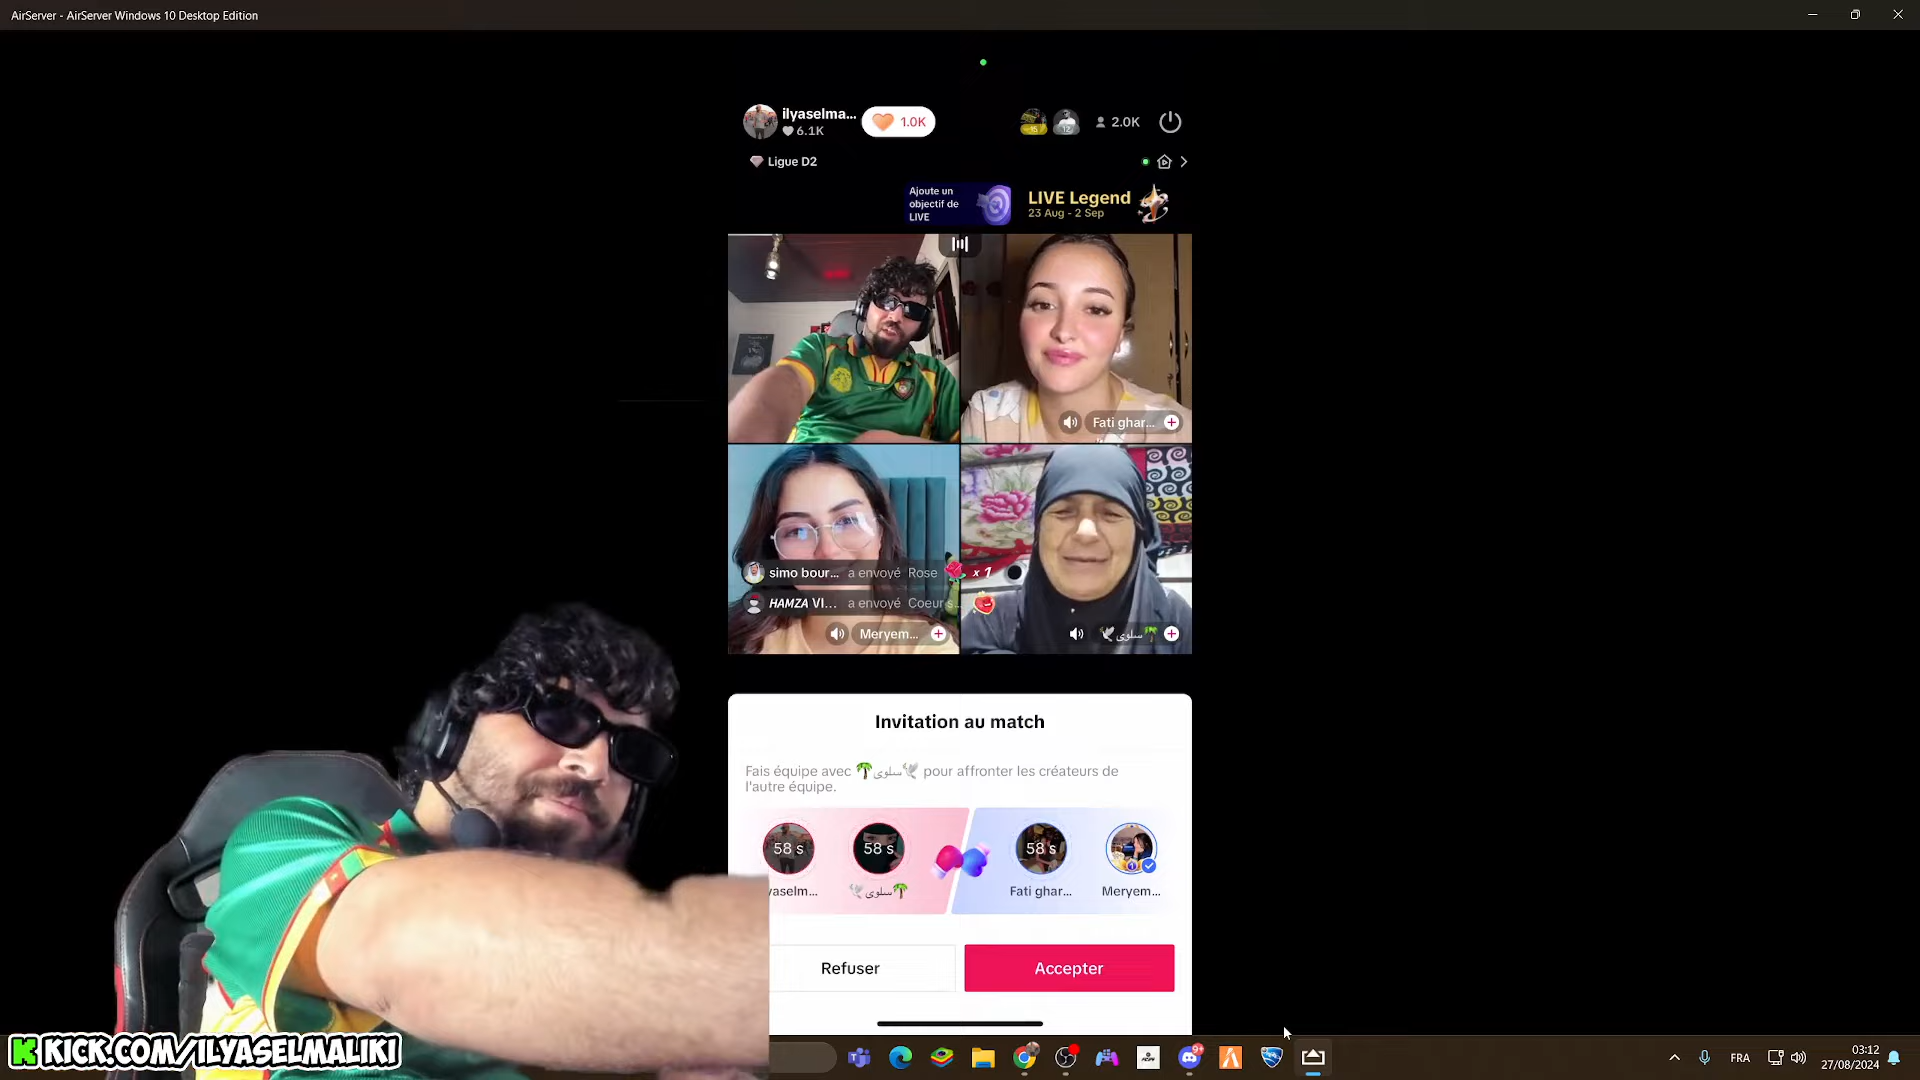 AirServer - AirServer Windows 10 Desktop Edition
ilyaselma...
6.1K
1.0K
2.0K
Ligue D2
Ajoute un
objectif de
LIVE
LIVE Legend
23 Aug - 2 Sep
Fati ghar...
simo bour... a envoyé Rose x 1
HAMZA VI... a envoyé Coeur s...
Meryem...
سلوى
Invitation au match
Fais équipe avec 🌴سلوى🕊 pour affronter les créateurs de
l'autre équipe.
58 s
58 s
58 s
yaselm...
سلوى
Fati ghar...
Meryem...
Refuser
Accepter
KICK.COM/ILYASELMALIKI
FRA
03:12
27/08/2024